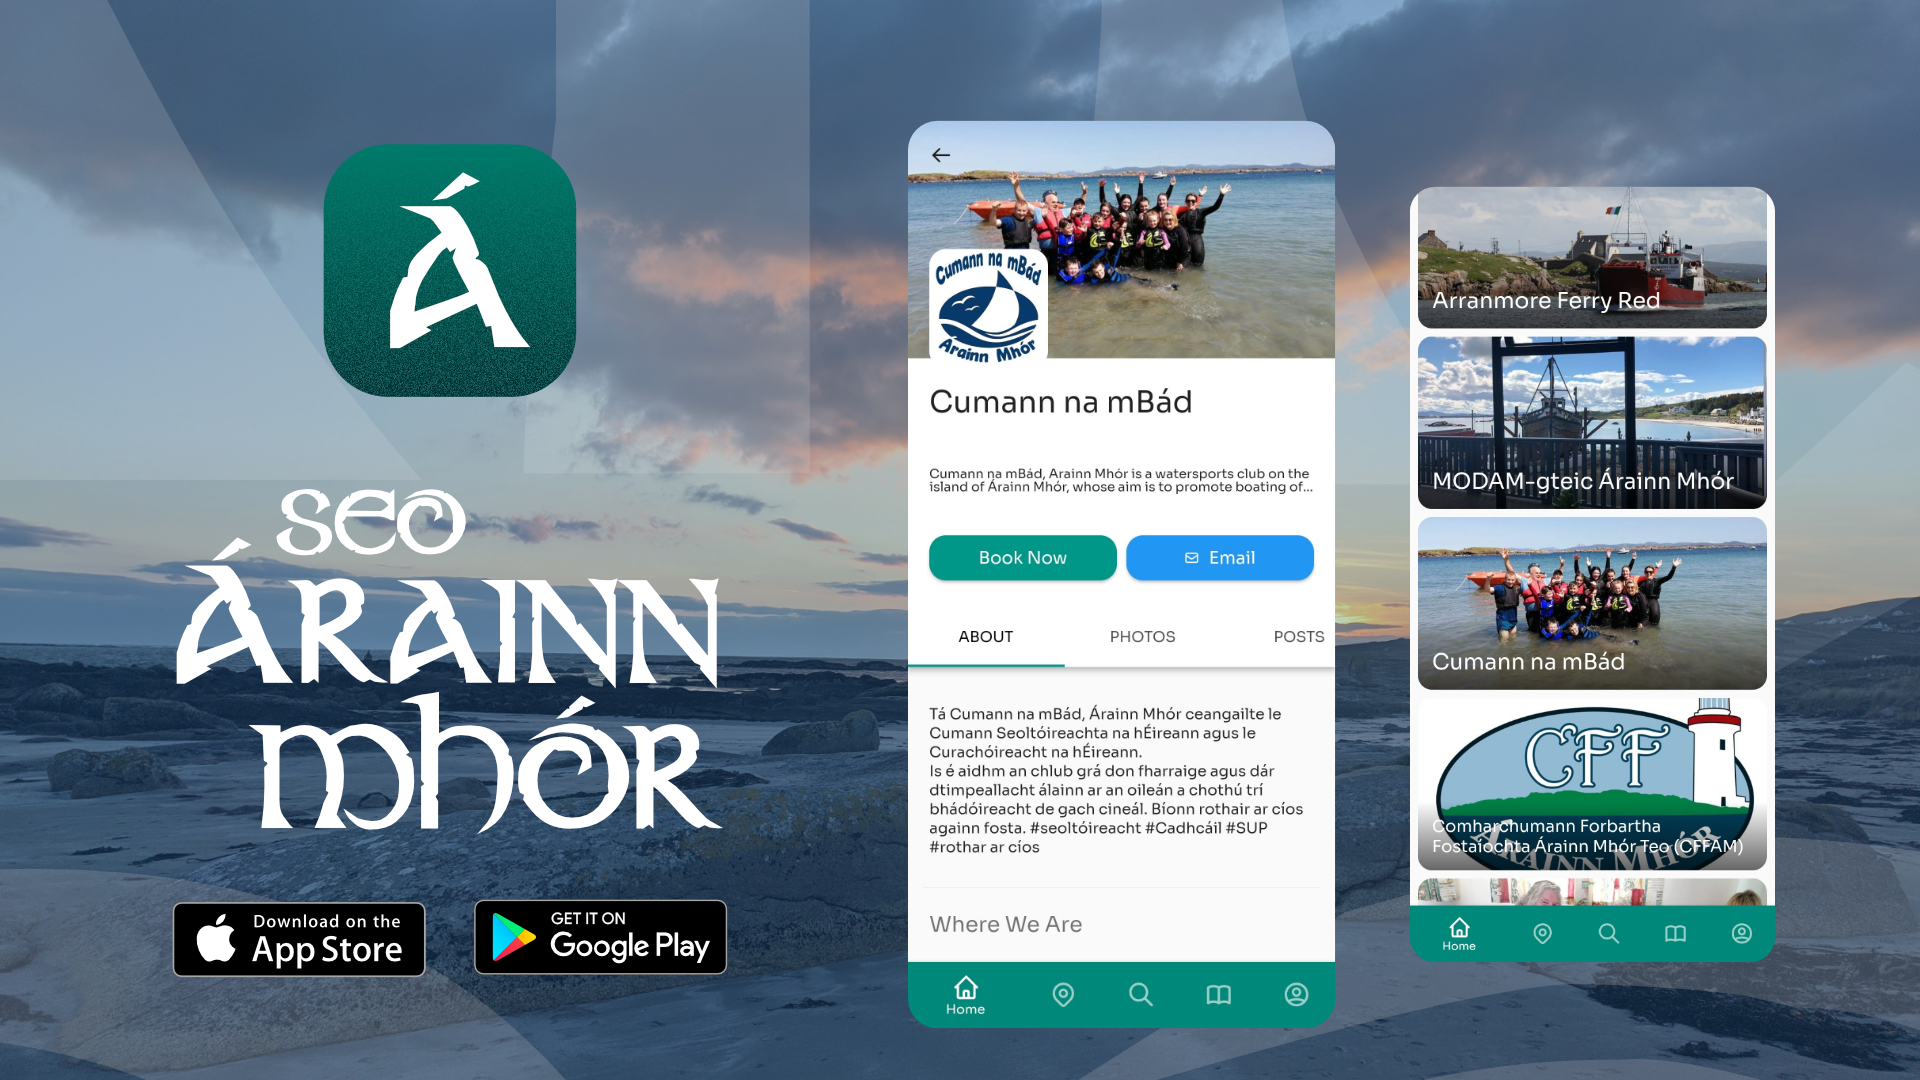 Á
Seo
ÁRAINN
mhÓR
Download on the
App Store
GET IT ON
Google Play
Cumann na mBád
Árainn Mhór
Cumann na mBád
Cumann na mBád, Arainn Mhór is a watersports club on the
island of Árainn Mhór, whose aim is to promote boating of...
Book Now
Email
ABOUT
PHOTOS
POSTS
Tá Cumann na mBád, Árainn Mhór ceangailte le
Cumann Seoltóireachta na hÉireann agus le
Curachóireacht na hÉireann.
Is é aidhm an chlub grá don fharraige agus dár
dtimpeallacht álainn ar an oileán a chothú trí
bhádóireacht de gach cineál. Bíonn rothair ar cíos
againn fosta. #seoltóireacht #Cadhcáil #SUP
#rothar ar cíos
Where We Are
Home
Arranmore Ferry Red
MODAM-gteic Árainn Mhór
Cumann na mBád
CFF
Comharchumann Forbartha
Fostaíochta Árainn Mhór Teo (CFFAM)
ÁRAINN MHÓR
Home